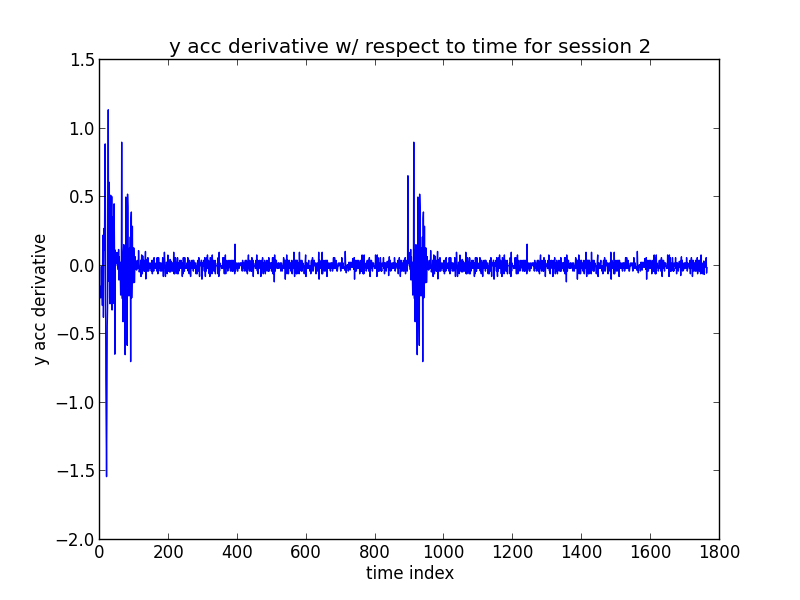 y acc derivative w/ respect to time for session 2
1.5
1.0
0.5
0.0
−0.5
−1.0
−1.5
−2.0
y acc derivative
0 200 400 600 800 1000 1200 1400 1600 1800
time index